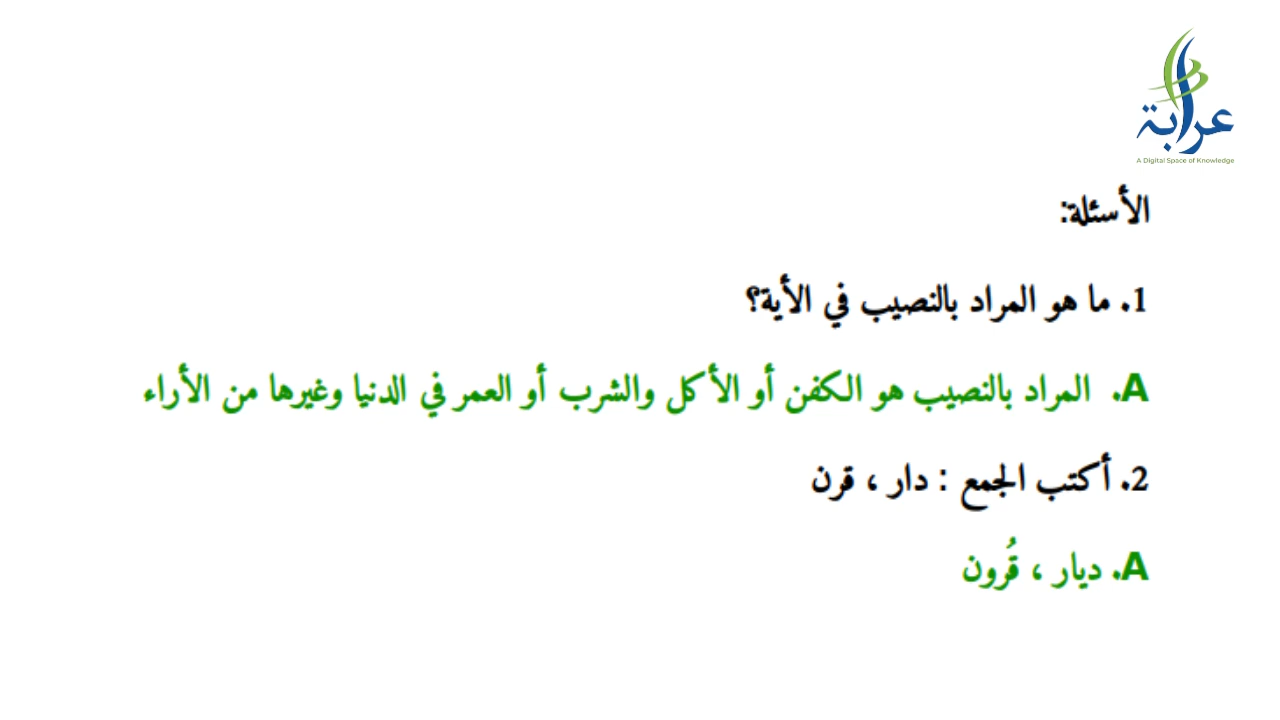 عرابة
A Digital Space of Knowledge
الأسئلة:
1. ما هو المراد بالنصيب في الأية؟
A. المراد بالنصيب هو الكفن أو الأكل والشرب أو العمر في الدنيا وغيرها من الأراء
2. أكتب الجمع : دار ، قرن
A. ديار ، قُرون